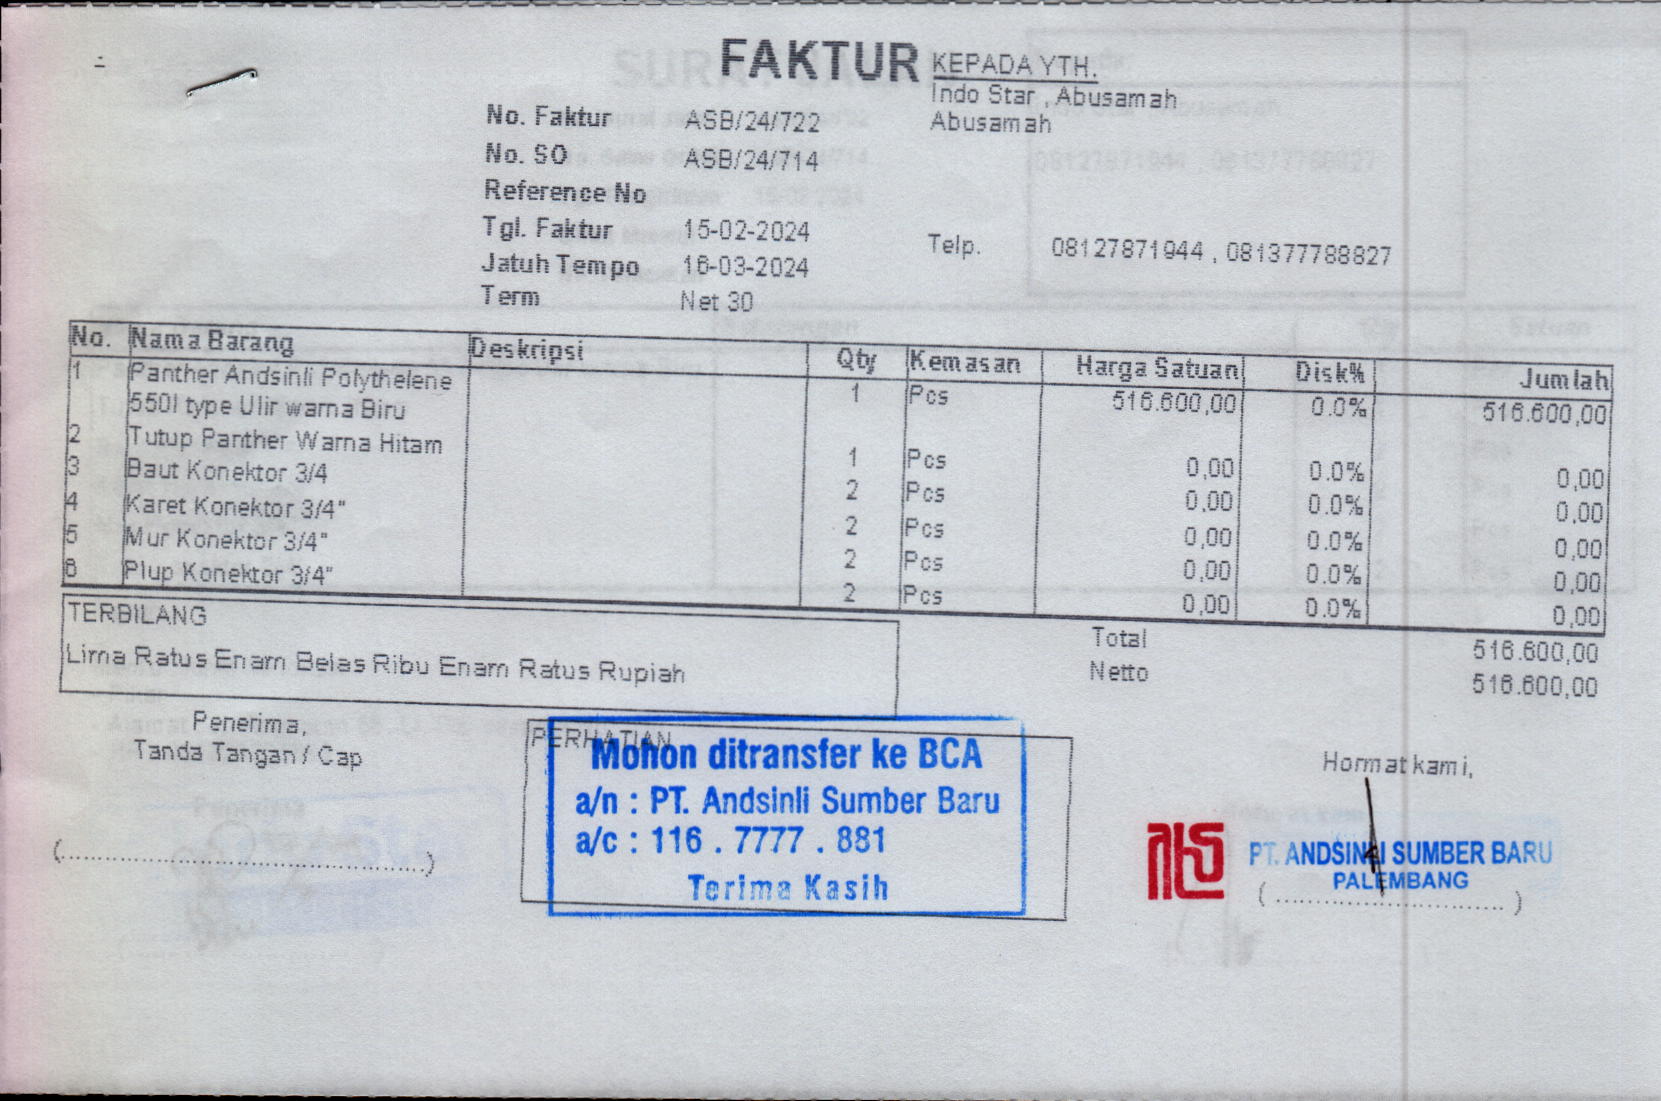 FAKTUR
KEPADA YTH.
Indo Star , Abusamah
Abusamah
No. Faktur ASB/24/722
No. SO ASB/24/714
Reference No
Tgl. Faktur 15-02-2024
Jatuh Tempo 16-03-2024
Term Net 30
Telp. 08127871944 , 081377788827
No. Nama Barang Deskripsi Qty Kemasan Harga Satuan Disk% Jumlah
1 Panther Andsinli Polythelene 1 Pcs 516.600,00 0.0% 516.600,00
550l type Ulir warna Biru
2 Tutup Panther Warna Hitam 1 Pcs 0,00 0.0% 0,00
3 Baut Konektor 3/4 2 Pcs 0,00 0.0% 0,00
4 Karet Konektor 3/4" 2 Pcs 0,00 0.0% 0,00
5 Mur Konektor 3/4" 2 Pcs 0,00 0.0% 0,00
6 Plup Konektor 3/4" 2 Pcs 0,00 0.0% 0,00
TERBILANG
Lima Ratus Enam Belas Ribu Enam Ratus Rupiah
Total 516.600,00
Netto 516.600,00
Penerima,
Tanda Tangan / Cap
(......................................................)
PERHATIAN
Mohon ditransfer ke BCA
a/n : PT. Andsinli Sumber Baru
a/c : 116 . 7777 . 881
Terima Kasih
Hormat kami,
PT. ANDSINLI SUMBER BARU
PALEMBANG
( .................................. )